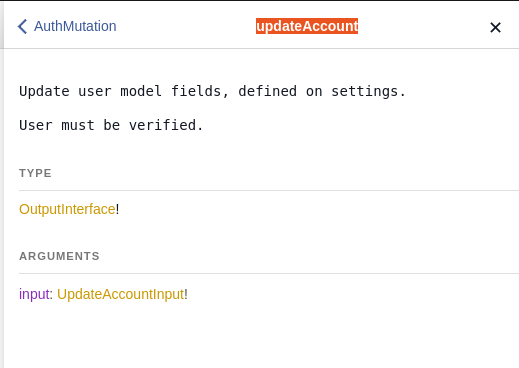 AuthMutation
updateAccount
Update user model fields, defined on settings.
User must be verified.
TYPE
OutputInterface!
ARGUMENTS
input: UpdateAccountInput!